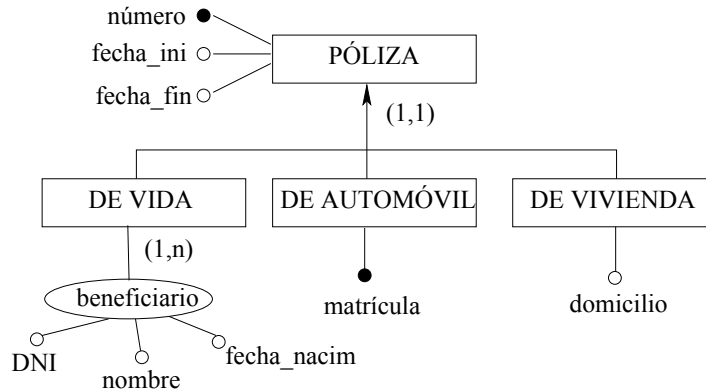 número
fecha_ini
fecha_fin
PÓLIZA
(1,1)
DE VIDA
DE AUTOMÓVIL
DE VIVIENDA
(1,n)
beneficiario
matrícula
domicilio
DNI
nombre
fecha_nacim